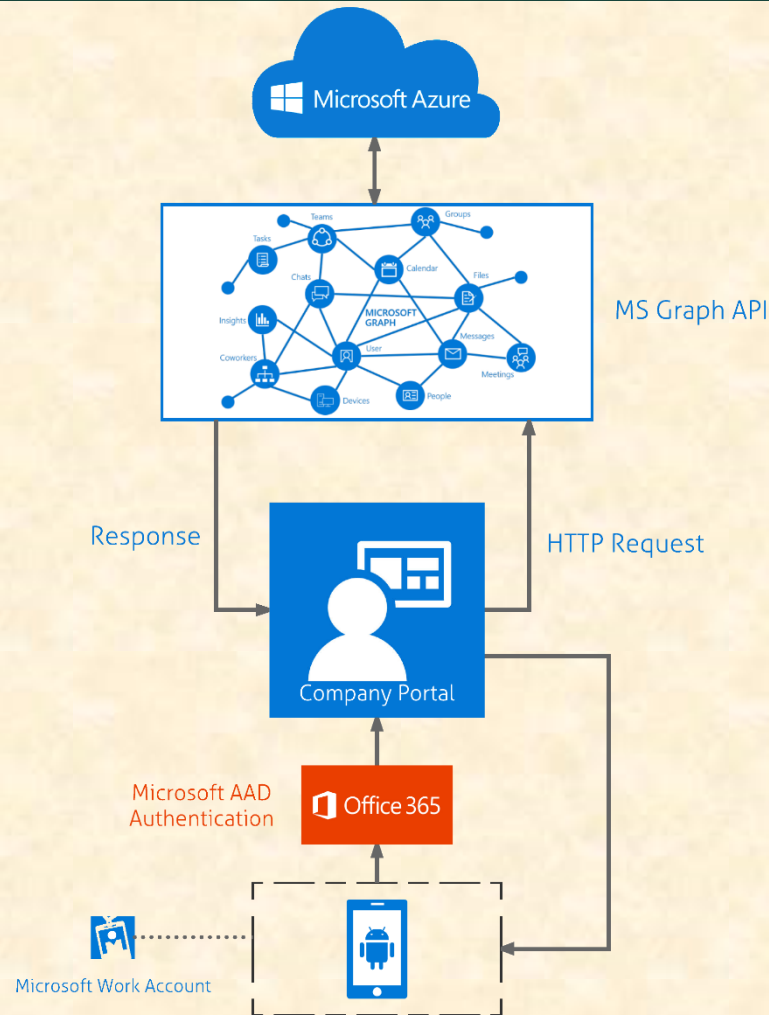 Microsoft Azure
Teams
Groups
Tasks
Calendar
Chats
Files
MICROSOFT
GRAPH
MS Graph API
Insights
Messages
User
Coworkers
Meetings
Devices
People
Response
HTTP Request
Company Portal
Microsoft AAD
Authentication
Office 365
Microsoft Work Account